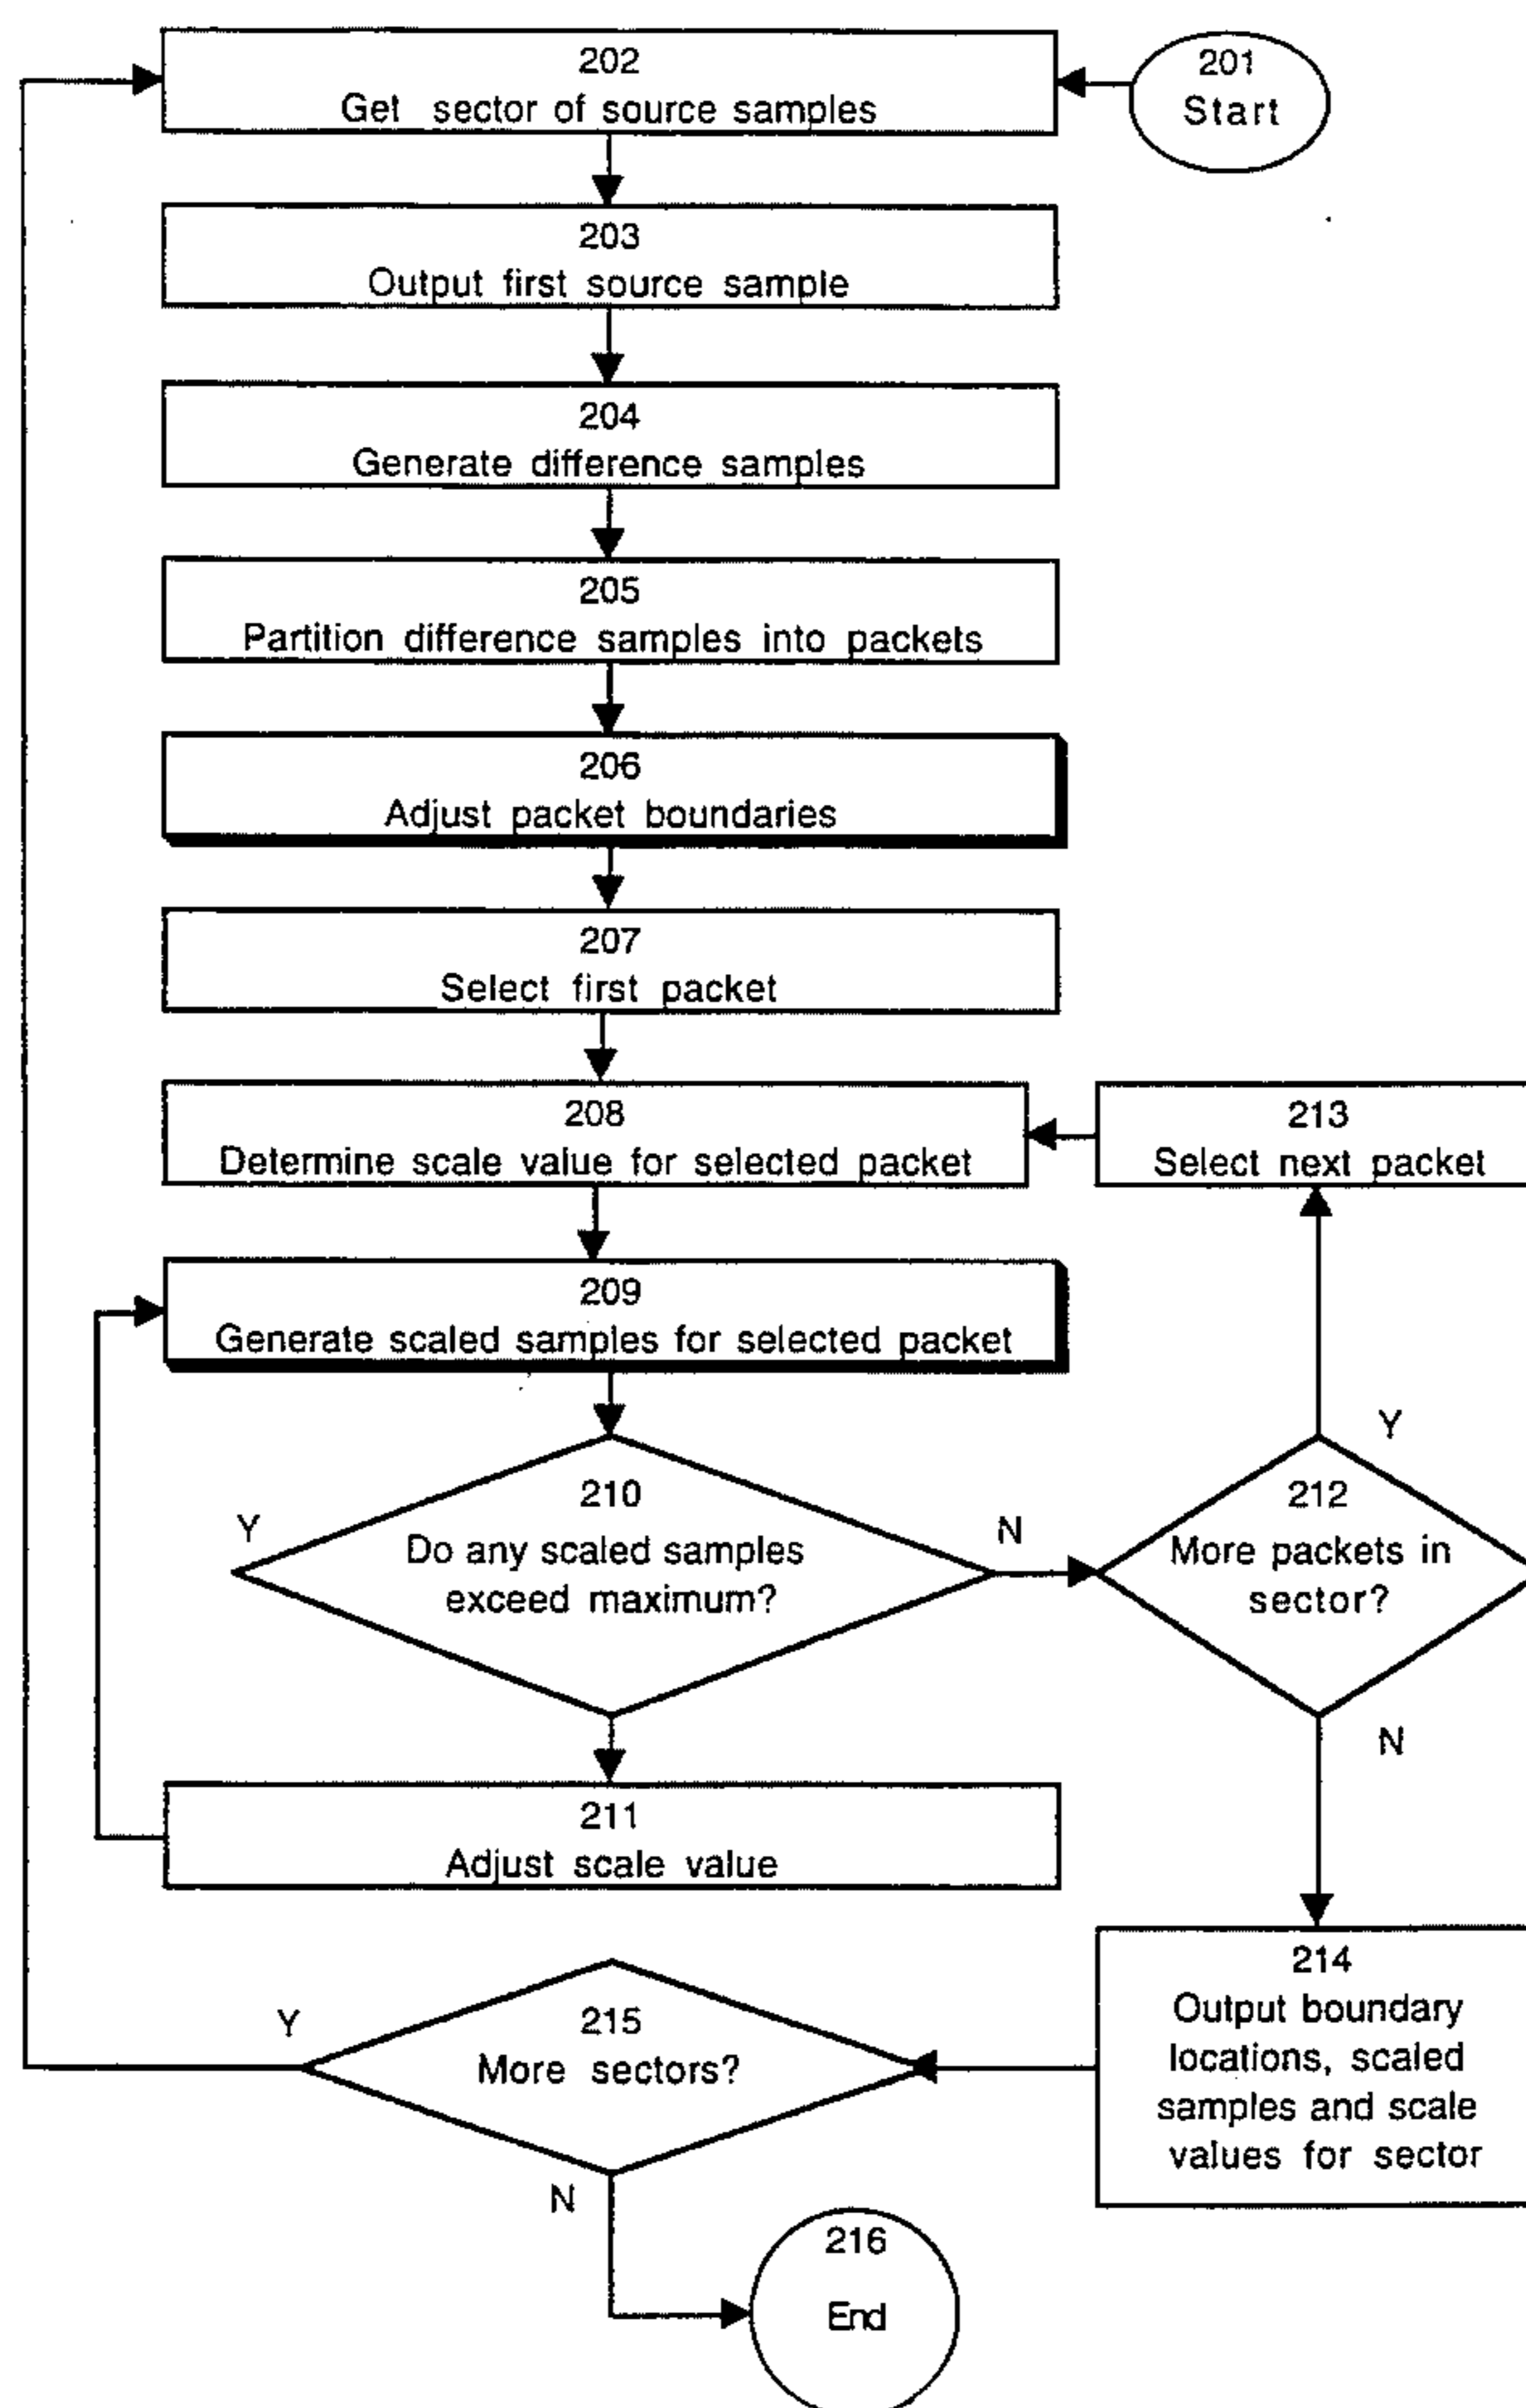 202
Get sector of source samples
201
Start
203
Output first source sample
204
Generate difference samples
205
Partition difference samples into packets
206
Adjust packet boundaries
207
Select first packet
208
Determine scale value for selected packet
213
Select next packet
209
Generate scaled samples for selected packet
210
Do any scaled samples
exceed maximum?
Y
N
212
More packets in
sector?
Y
N
211
Adjust scale value
214
Output boundary
locations, scaled
samples and scale
values for sector
215
More sectors?
Y
N
216
End